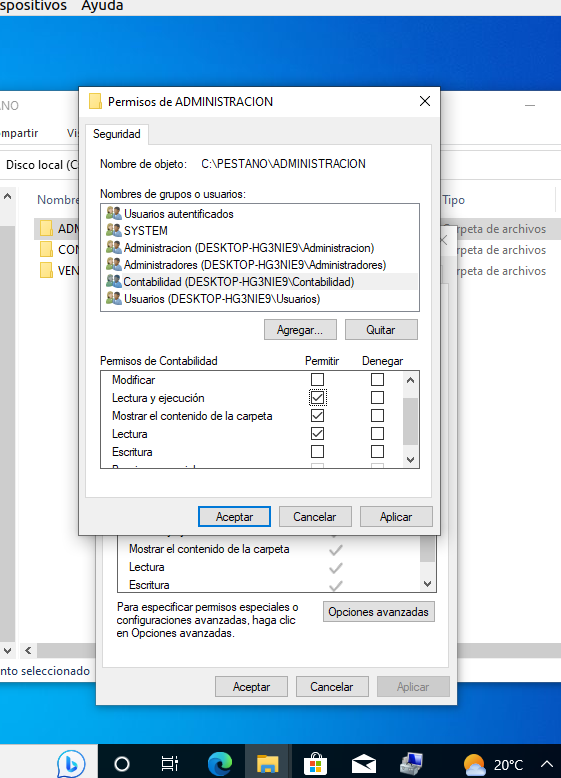 spositivos Ayuda
ANO
ompartir Vis
Disco local (C
Nombre Tipo
ADM Carpeta de archivos
CON Carpeta de archivos
VEN Carpeta de archivos
Permisos de ADMINISTRACION
Seguridad
Nombre de objeto: C:\PESTANO\ADMINISTRACION
Nombres de grupos o usuarios:
Usuarios autentificados
SYSTEM
Administracion (DESKTOP-HG3NIE9\Administracion)
Administradores (DESKTOP-HG3NIE9\Administradores)
Contabilidad (DESKTOP-HG3NIE9\Contabilidad)
Usuarios (DESKTOP-HG3NIE9\Usuarios)
Agregar... Quitar
Permisos de Contabilidad Permitir Denegar
Modificar
Lectura y ejecución
Mostrar el contenido de la carpeta
Lectura
Escritura
Aceptar Cancelar Aplicar
Mostrar el contenido de la carpeta
Lectura
Escritura
Para especificar permisos especiales o
configuraciones avanzadas, haga clic
en Opciones avanzadas.
Opciones avanzadas
nto seleccionado
Aceptar Cancelar Aplicar
20°C